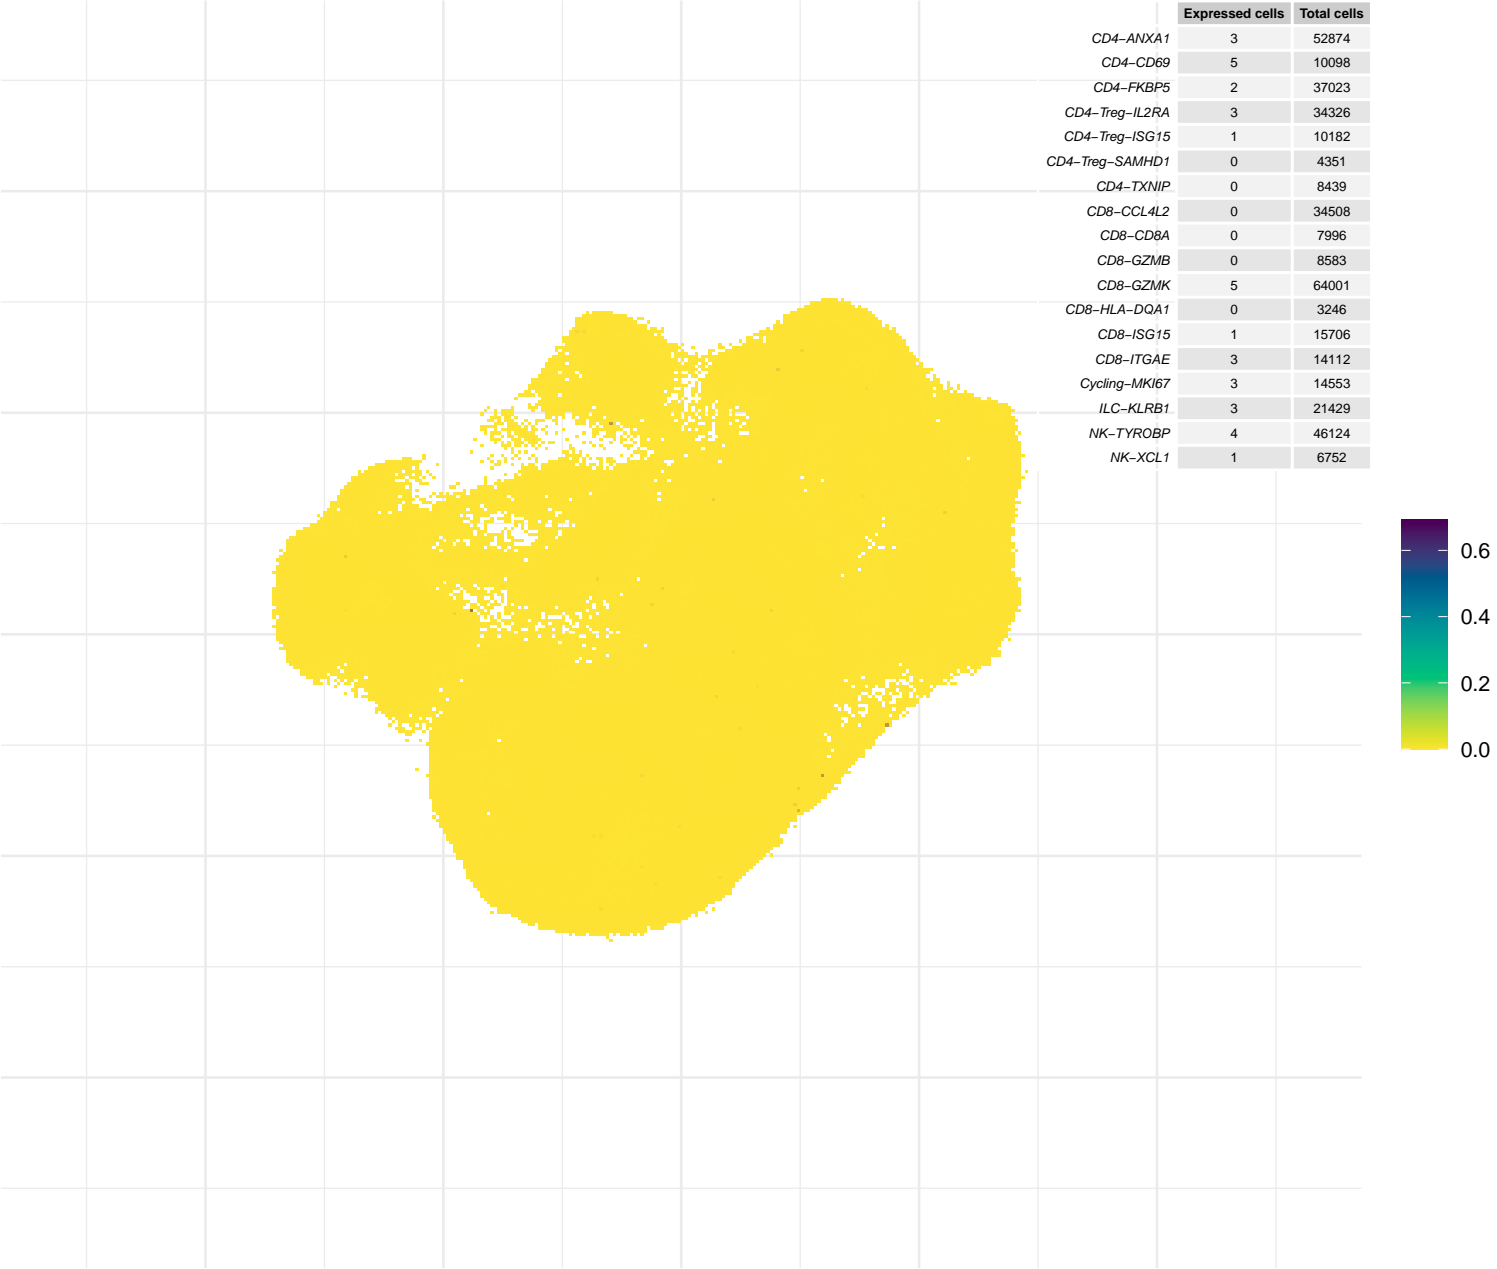 Expressed cells Total cells
CD4−ANXA1 3 52874
CD4−CD69 5 10098
CD4−FKBP5 2 37023
CD4−Treg−IL2RA 3 34326
CD4−Treg−ISG15 1 10182
CD4−Treg−SAMHD1 0 4351
CD4−TXNIP 0 8439
CD8−CCL4L2 0 34508
CD8−CD8A 0 7996
CD8−GZMB 0 8583
CD8−GZMK 5 64001
CD8−HLA−DQA1 0 3246
CD8−ISG15 1 15706
CD8−ITGAE 3 14112
Cycling−MKI67 3 14553
ILC−KLRB1 3 21429
NK−TYROBP 4 46124
NK−XCL1 1 6752
0.6
0.4
0.2
0.0